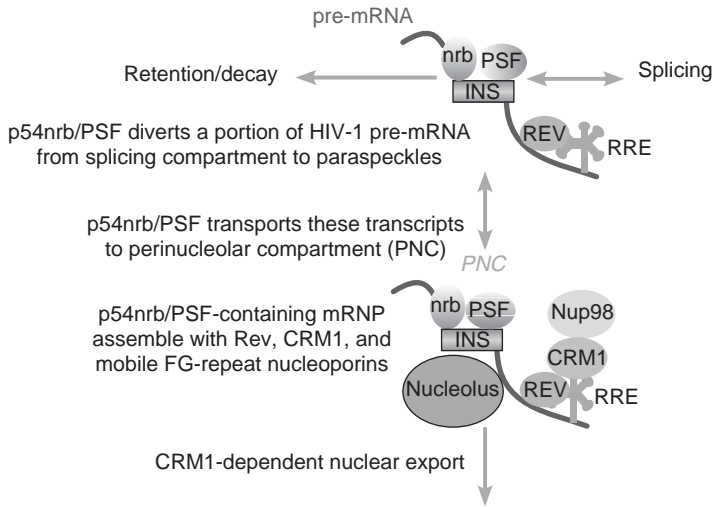 pre-mRNA
nrb
PSF
INS
Retention/decay
Splicing
p54nrb/PSF diverts a portion of HIV-1 pre-mRNA
from splicing compartment to paraspeckles
REV
RRE
p54nrb/PSF transports these transcripts
to perinucleolar compartment (PNC)
PNC
p54nrb/PSF-containing mRNP
assemble with Rev, CRM1, and
mobile FG-repeat nucleoporins
nrb
PSF
INS
Nup98
CRM1
Nucleolus
REV
RRE
CRM1-dependent nuclear export